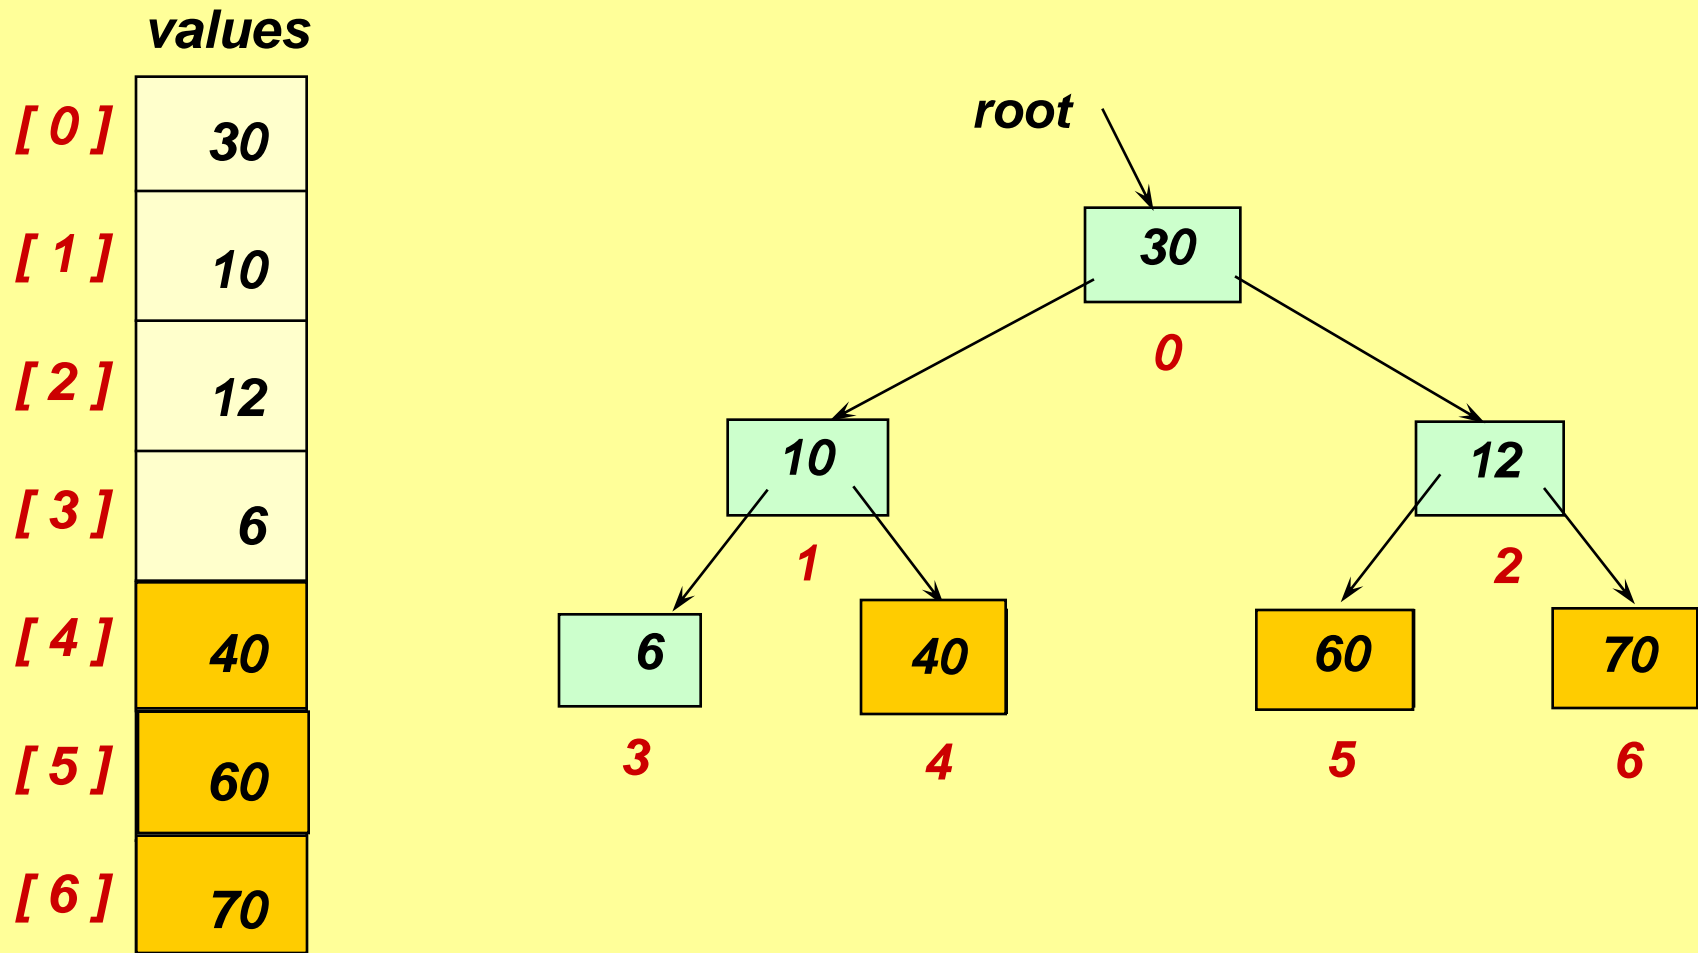 values
[ 0 ] 30
[ 1 ] 10
[ 2 ] 12
[ 3 ] 6
[ 4 ] 40
[ 5 ] 60
[ 6 ] 70
root
30
0
10 12
1 2
6 40 60 70
3 4 5 6